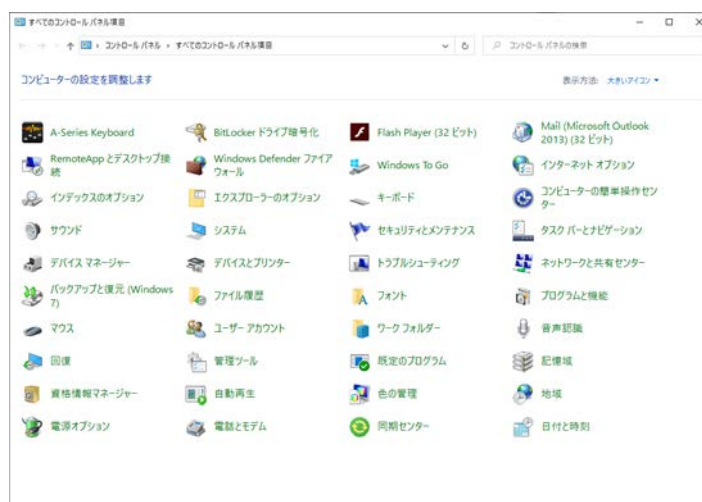 すべてのコントロール パネル項目
コントロール パネル › すべてのコントロール パネル項目
コントロール パネルの検索
コンピューターの設定を調整します
表示方法: 大きいアイコン
A-Series Keyboard
BitLocker ドライブ暗号化
Flash Player (32 ビット)
Mail (Microsoft Outlook
2013) (32 ビット)
RemoteApp とデスクトップ接
続
Windows Defender ファイア
ウォール
Windows To Go
インターネット オプション
インデックスのオプション
エクスプローラーのオプション
キーボード
コンピューターの簡単操作セン
ター
サウンド
システム
セキュリティとメンテナンス
タスク バーとナビゲーション
デバイス マネージャー
デバイスとプリンター
トラブルシューティング
ネットワークと共有センター
バックアップと復元 (Windows
7)
ファイル履歴
フォント
プログラムと機能
マウス
ユーザー アカウント
ワーク フォルダー
音声認識
回復
管理ツール
既定のプログラム
記憶域
資格情報マネージャー
自動再生
色の管理
地域
電源オプション
電話とモデム
同期センター
日付と時刻